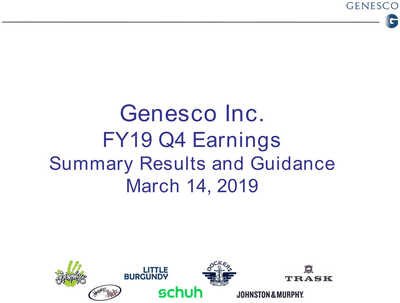 GENESCO
G
Genesco Inc.
FY19 Q4 Earnings
Summary Results and Guidance
March 14, 2019
LITTLE
BURGUNDY
DOCKERS
TRASK
schuh
JOHNSTON & MURPHY.